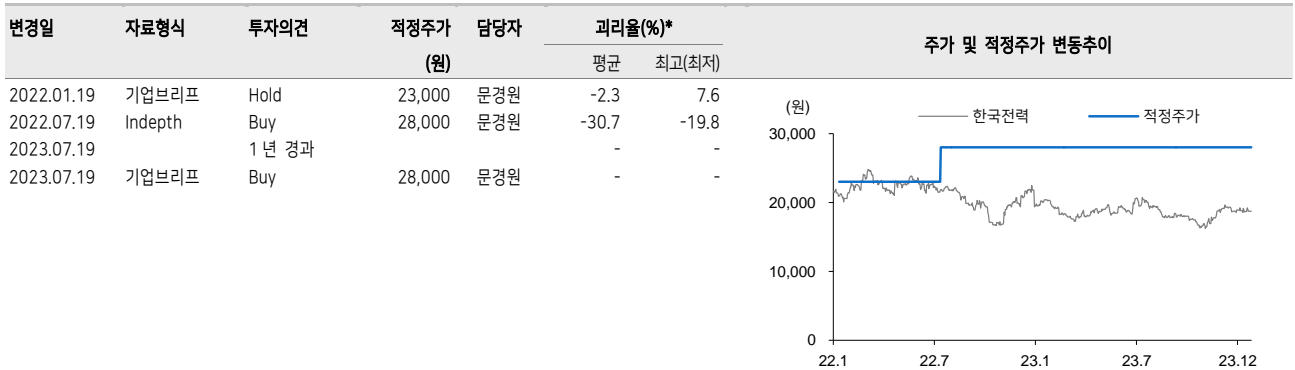 변경일 자료형식 투자의견 적정주가 담당자 괴리율(%)* 주가 및 적정주가 변동추이
(원) 평균 최고(최저)
2022.01.19 기업브리프 Hold 23,000 문경원 -2.3 7.6
2022.07.19 Indepth Buy 28,000 문경원 -30.7 -19.8
2023.07.19 1년 경과 - -
2023.07.19 기업브리프 Buy 28,000 문경원 - -
(원) 한국전력 적정주가
30,000
20,000
10,000
0
22.1 22.7 23.1 23.7 23.12